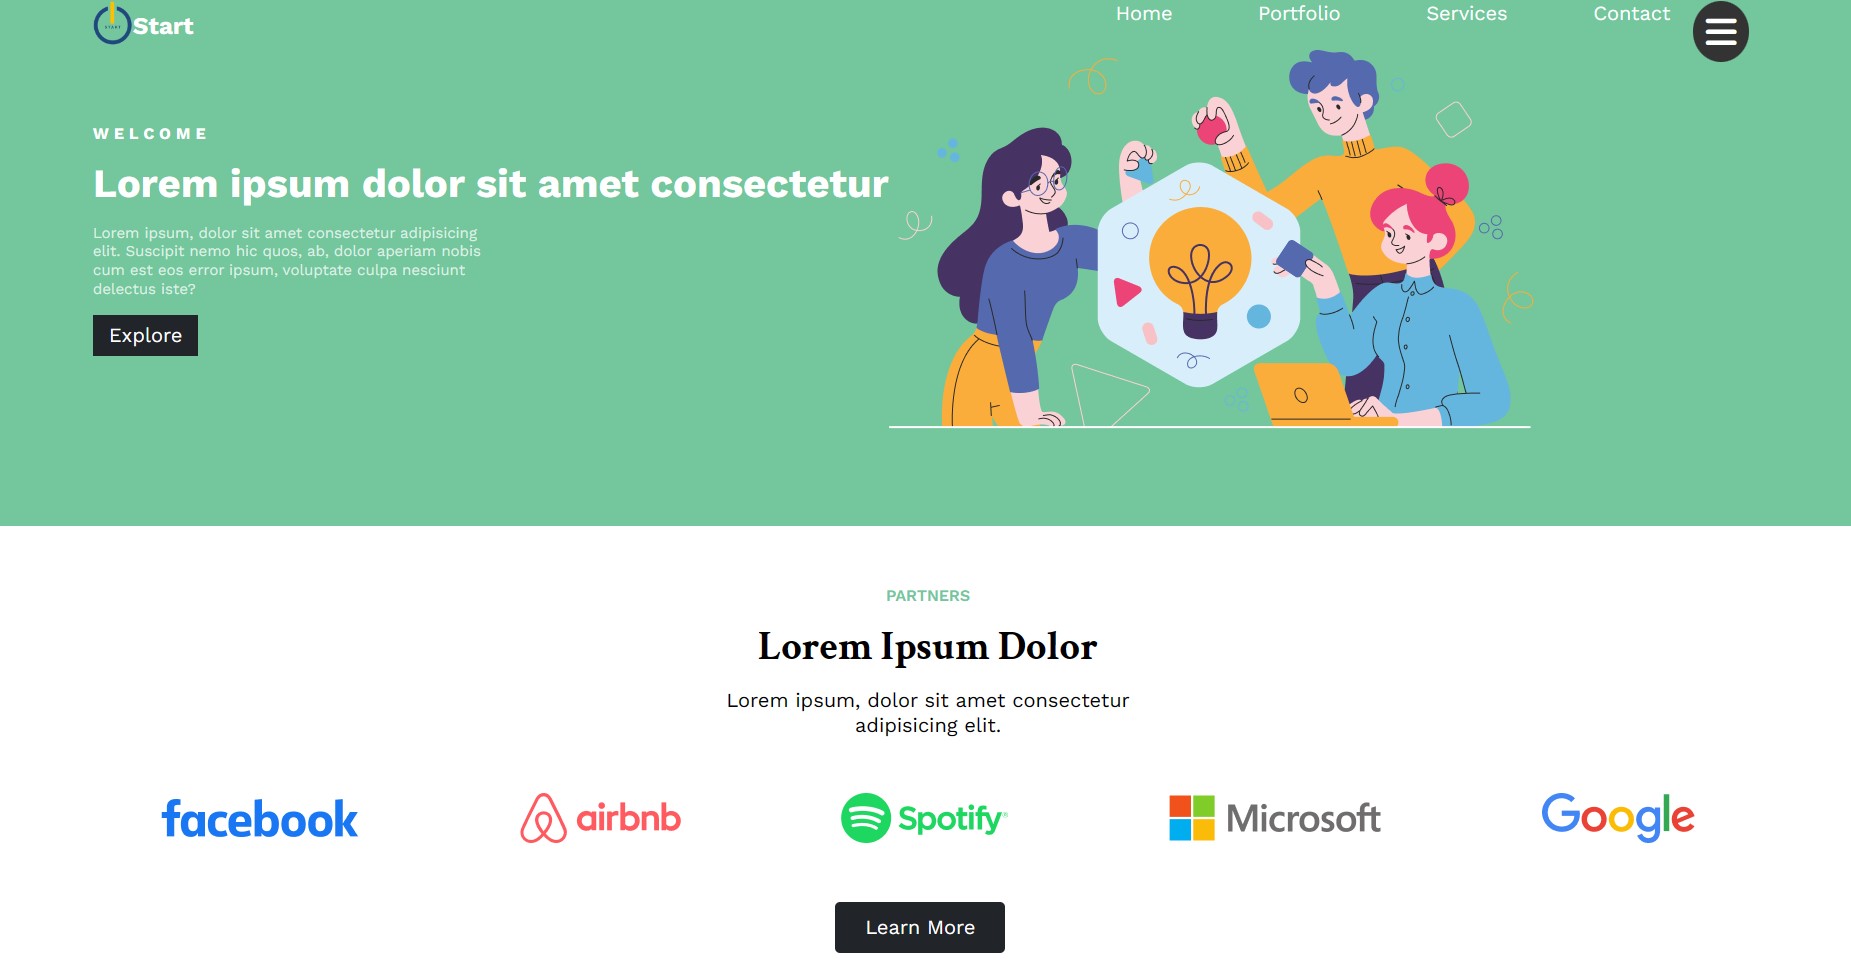 START
Start
Home Portfolio Services Contact
WELCOME
Lorem ipsum dolor sit amet consectetur
Lorem ipsum, dolor sit amet consectetur adipisicing
elit. Suscipit nemo hic quos, ab, dolor aperiam nobis
cum est eos error ipsum, voluptate culpa nesciunt
delectus iste?
Explore
PARTNERS
Lorem Ipsum Dolor
Lorem ipsum, dolor sit amet consectetur
adipisicing elit.
facebook airbnb Spotify Microsoft Google
Learn More